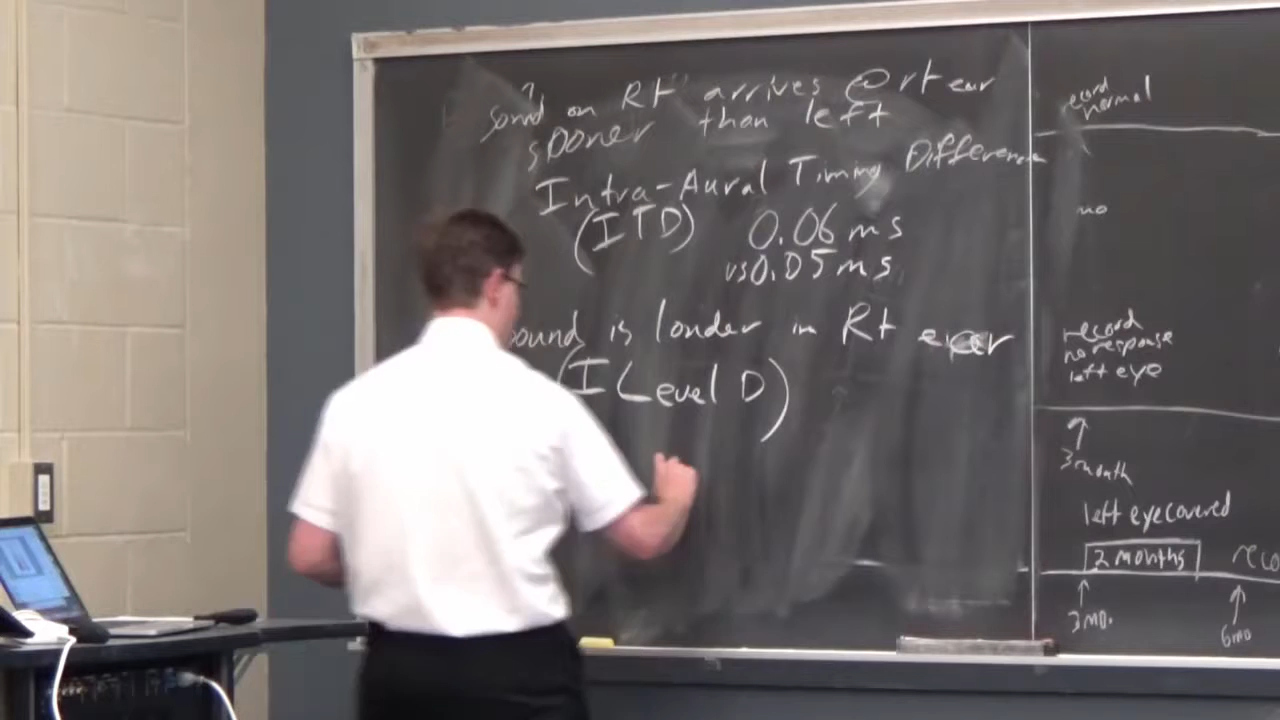 sound on Rt" arrives @ rt ear
sooner than left
Intra-Aural Timing Differences
(ITD) 0.06 ms
vs 0.05 ms
sound is louder in Rt ear
(I Level D)
record
normal
no
record
no response
left eye
↑
3 month
left eye covered
2 months
↑ ↑
3 mo. 6 mo